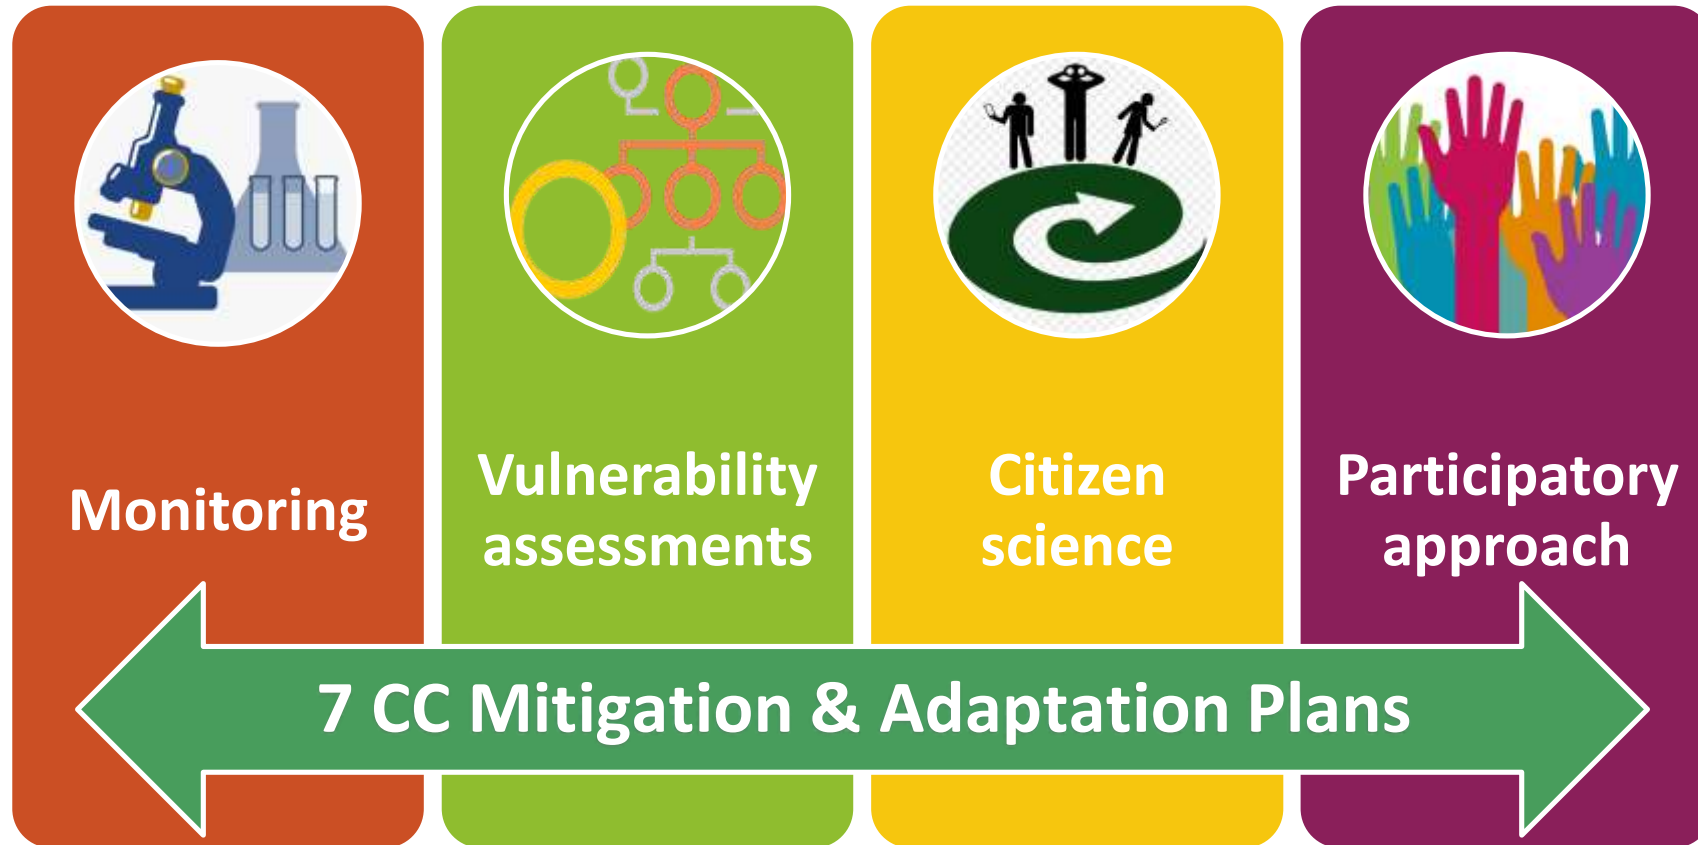 Monitoring
Vulnerability
assessments
Citizen
science
Participatory
approach
7 CC Mitigation & Adaptation Plans